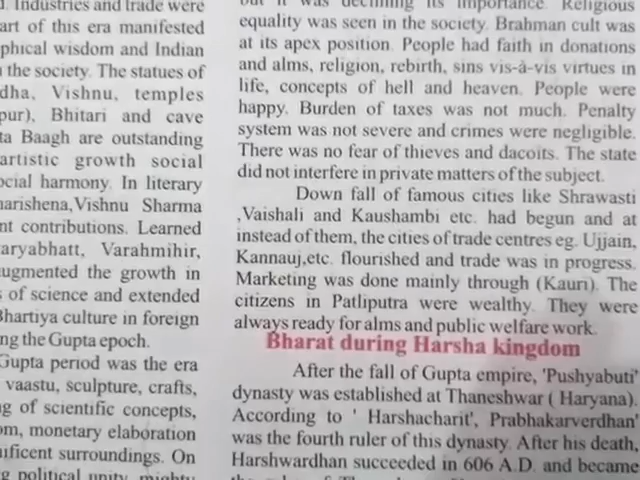 Industries and trade were
art of this era manifested
phical wisdom and Indian
the society. The statues of
dha, Vishnu, temples
pur), Bhitari and cave
ta Baagh are outstanding
artistic growth social
ocial harmony. In literary
harishena,Vishnu Sharma
nt contributions. Learned
aryabhatt, Varahmihir,
augmented the growth in
s of science and extended
Bhartiya culture in foreign
ng the Gupta epoch.
Gupta period was the era
vaastu, sculpture, crafts,
ng of scientific concepts,
om, monetary elaboration
nificent surroundings. On
political unity, mighty
but it was declining its importance. Religious
equality was seen in the society. Brahman cult was
at its apex position. People had faith in donations
and alms, religion, rebirth, sins vis-à-vis virtues in
life, concepts of hell and heaven. People were
happy. Burden of taxes was not much. Penalty
system was not severe and crimes were negligible.
There was no fear of thieves and dacoits. The state
did not interfere in private matters of the subject.
Down fall of famous cities like Shrawasti
,Vaishali and Kaushambi etc. had begun and at
instead of them, the cities of trade centres eg. Ujjain,
Kannauj,etc. flourished and trade was in progress.
Marketing was done mainly through (Kauri). The
citizens in Patliputra were wealthy. They were
always ready for alms and public welfare work.
Bharat during Harsha kingdom
After the fall of Gupta empire, 'Pushyabuti'
dynasty was established at Thaneshwar ( Haryana).
According to ' Harshacharit', Prabhakarverdhan'
was the fourth ruler of this dynasty. After his death,
Harshwardhan succeeded in 606 A.D. and became